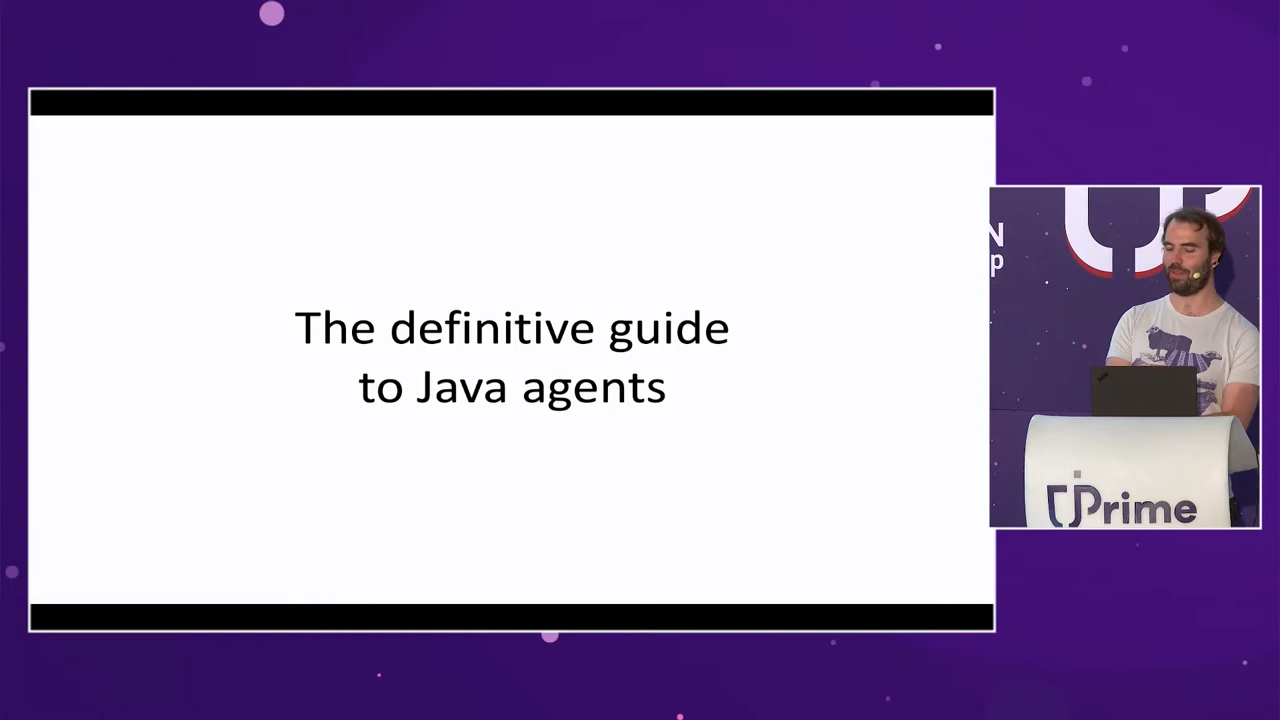 The definitive guide
to Java agents
N
p
JPrime